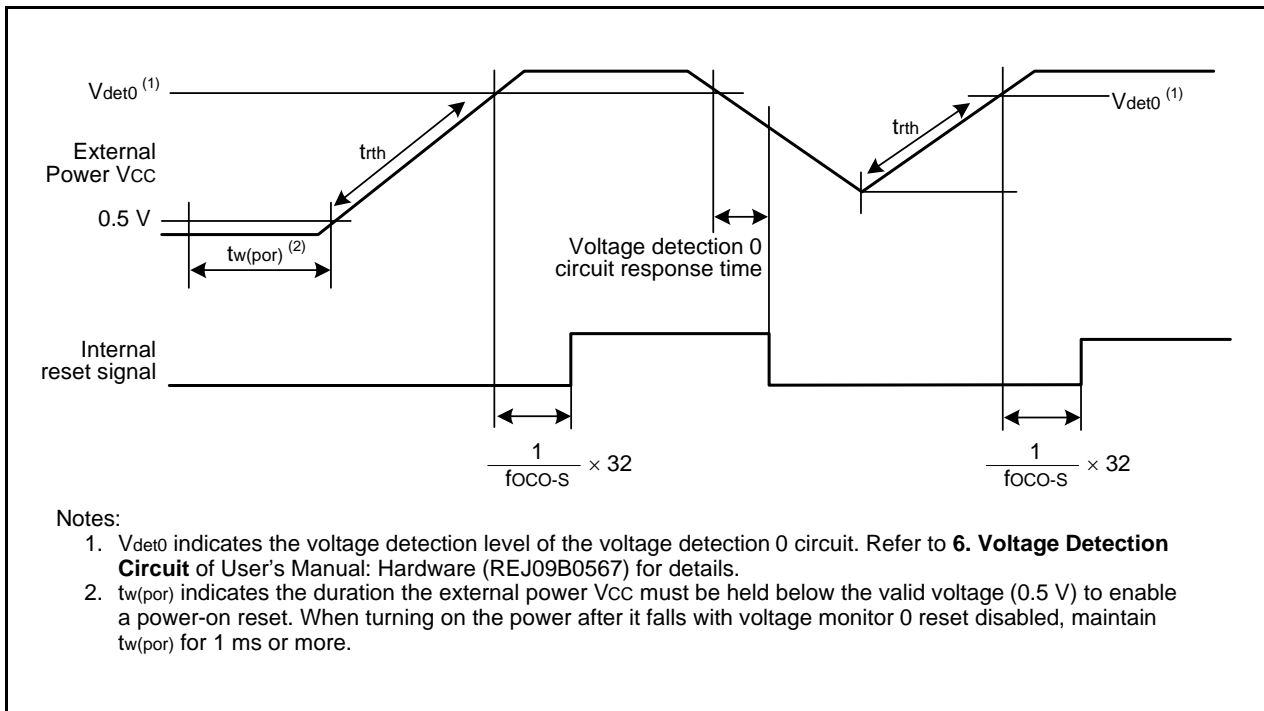 Vdet0 (1)
trth
External
Power VCC
0.5 V
tw(por) (2)
Voltage detection 0
circuit response time
trth
Vdet0 (1)
Internal
reset signal
1
fOCO-S
× 32
1
fOCO-S
× 32
Notes:
1. Vdet0 indicates the voltage detection level of the voltage detection 0 circuit. Refer to 6. Voltage Detection
Circuit of User's Manual: Hardware (REJ09B0567) for details.
2. tw(por) indicates the duration the external power VCC must be held below the valid voltage (0.5 V) to enable
a power-on reset. When turning on the power after it falls with voltage monitor 0 reset disabled, maintain
tw(por) for 1 ms or more.